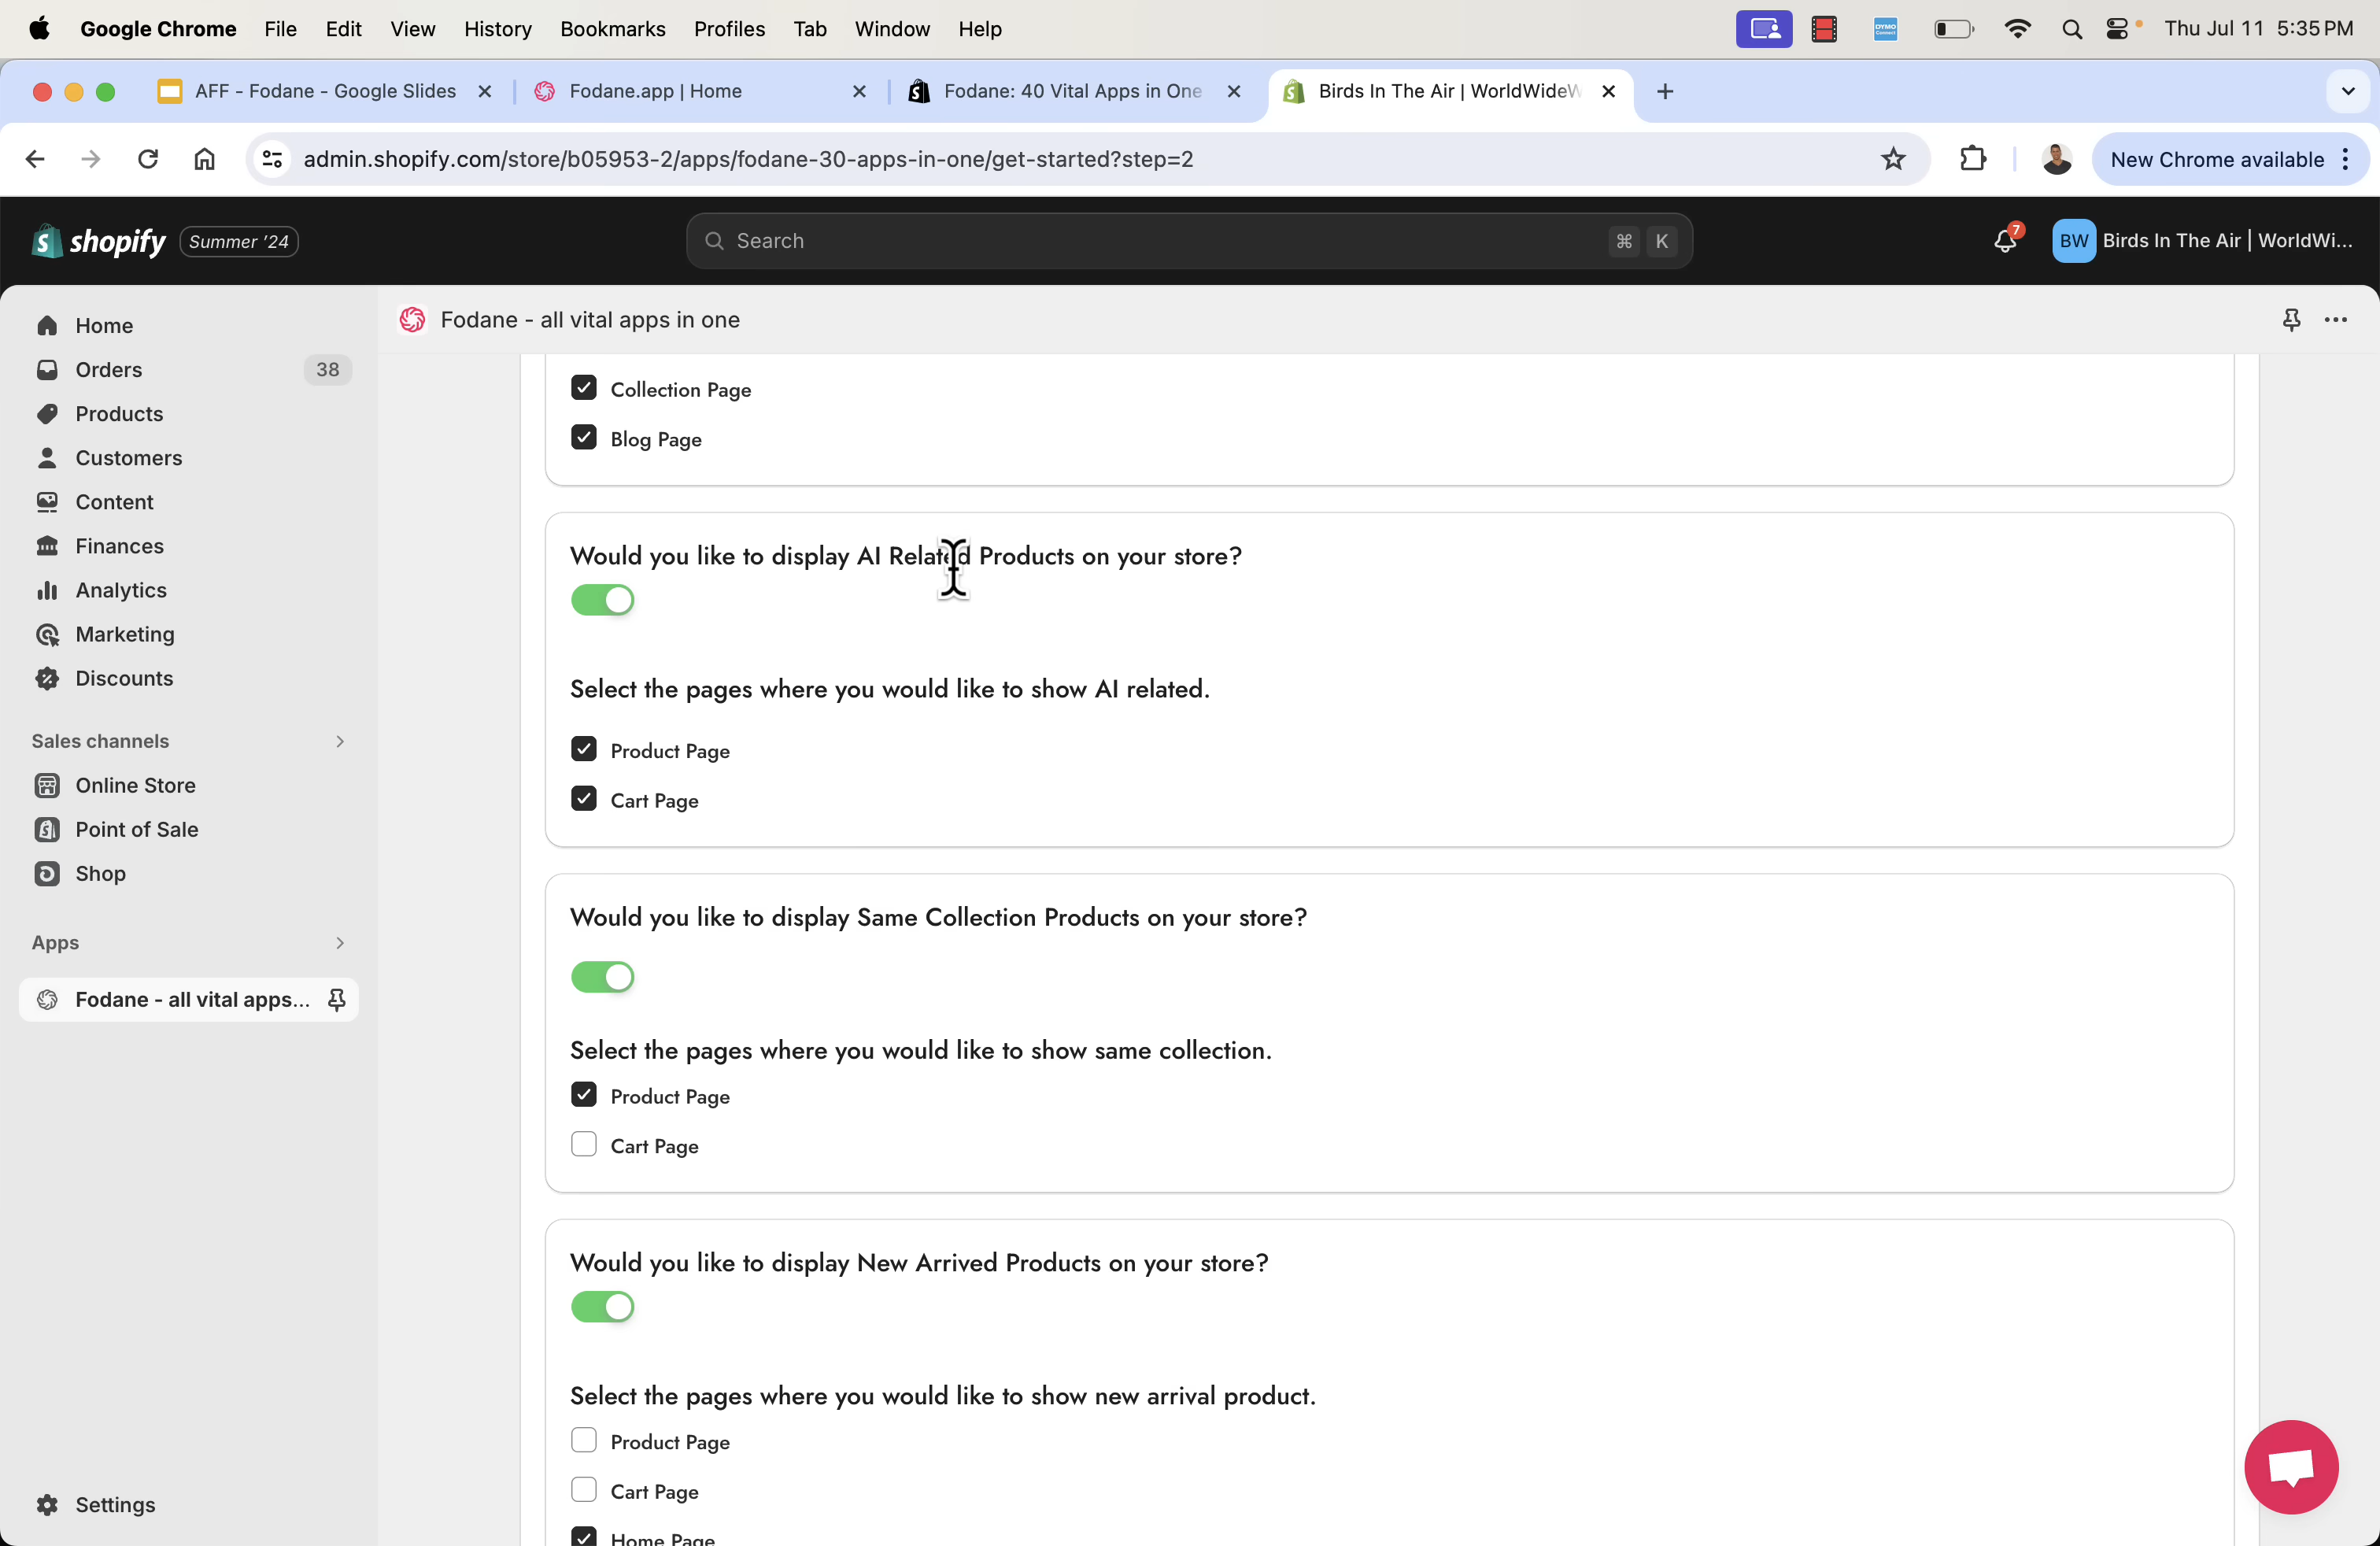 Google Chrome File Edit View History Bookmarks Profiles Tab Window Help DYMO Connect Thu Jul 11 5:35 PM
AFF - Fodane - Google Slides Fodane.app | Home Fodane: 40 Vital Apps in One Birds In The Air | WorldWideW
admin.shopify.com/store/b05953-2/apps/fodane-30-apps-in-one/get-started?step=2 New Chrome available
shopify Summer '24 Search ⌘ K 7 BW Birds In The Air | WorldWi...
Home
Orders 38
Products
Customers
Content
Finances
Analytics
Marketing
Discounts
Sales channels
Online Store
Point of Sale
Shop
Apps
Fodane - all vital apps...
Settings
Fodane - all vital apps in one
Collection Page
Blog Page
Would you like to display AI Related Products on your store?
Select the pages where you would like to show AI related.
Product Page
Cart Page
Would you like to display Same Collection Products on your store?
Select the pages where you would like to show same collection.
Product Page
Cart Page
Would you like to display New Arrived Products on your store?
Select the pages where you would like to show new arrival product.
Product Page
Cart Page
Home Page